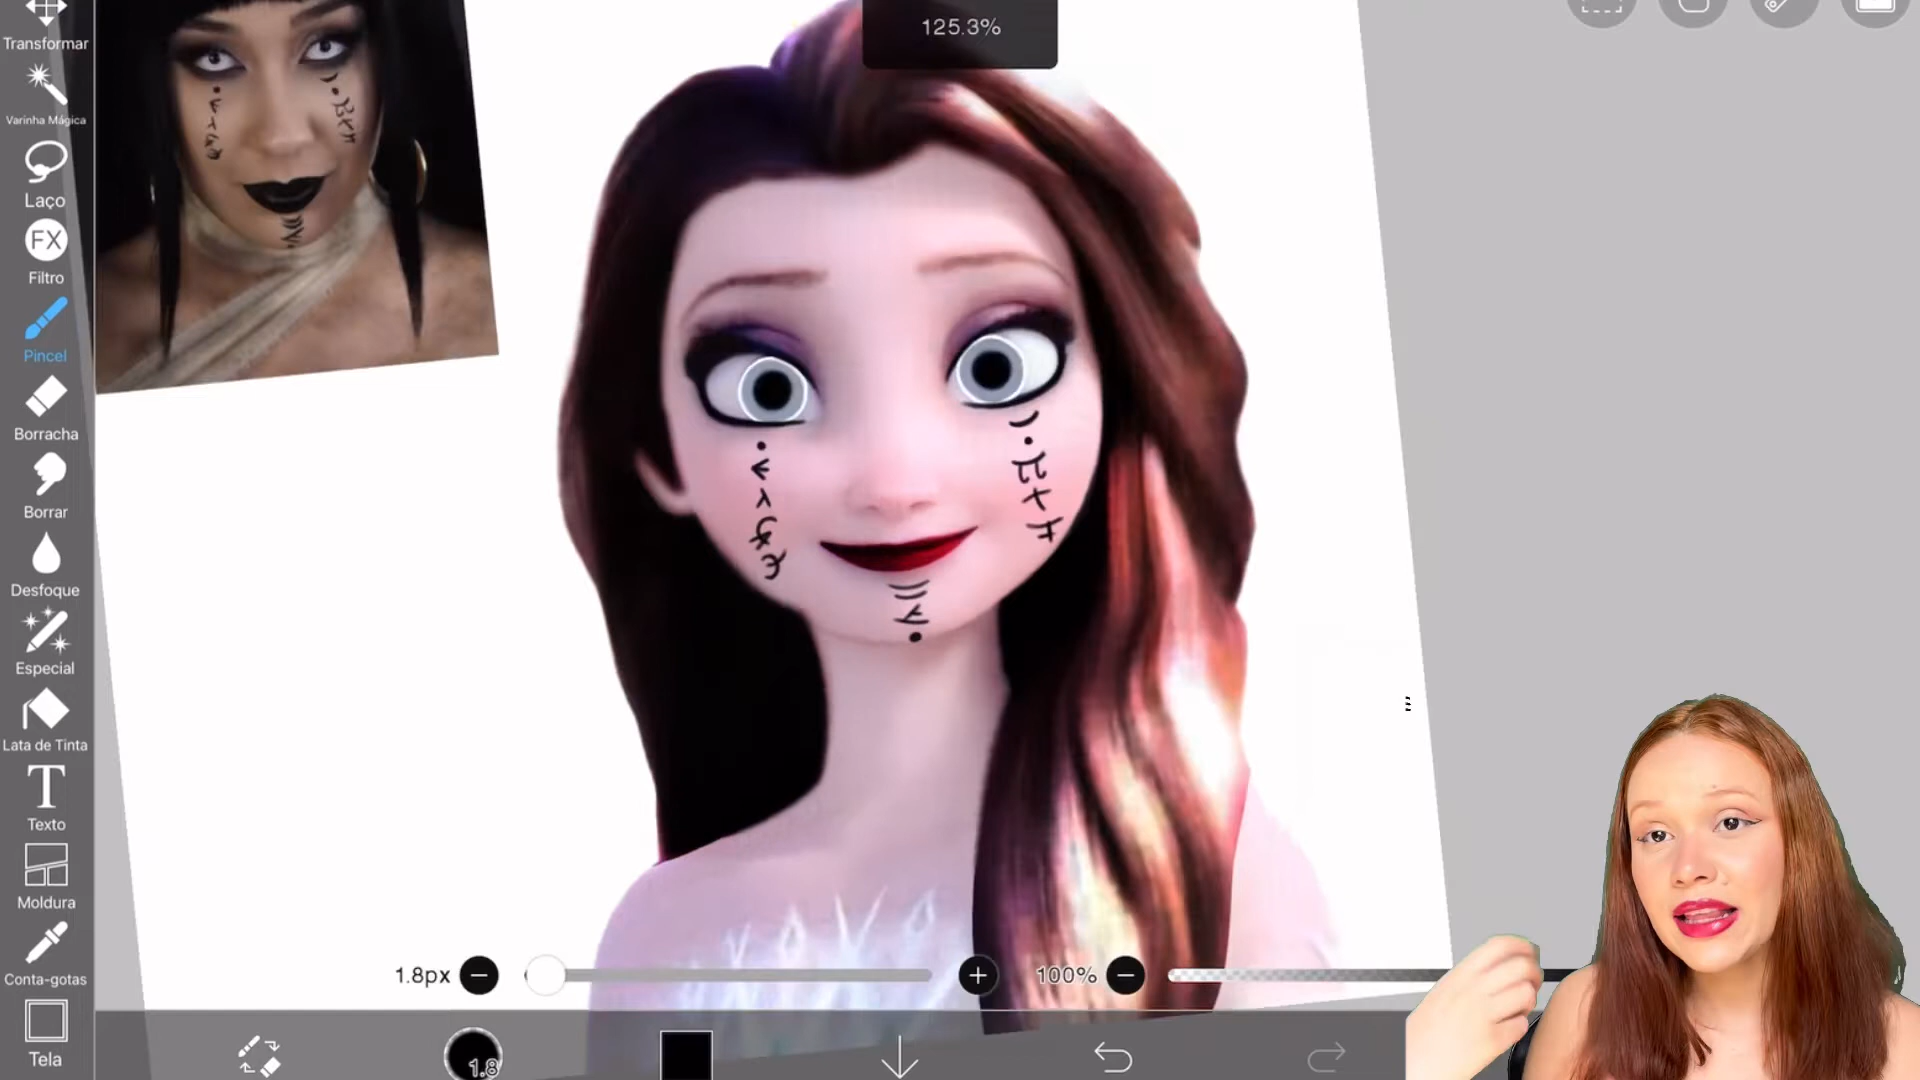 125.3%
Transformar
Varinha Mágica
Laço
FX
Filtro
Pincel
Borracha
Borrar
Desfoque
Especial
Lata de Tinta
T
Texto
Moldura
Conta-gotas
Tela
1.8px
100%
1.8